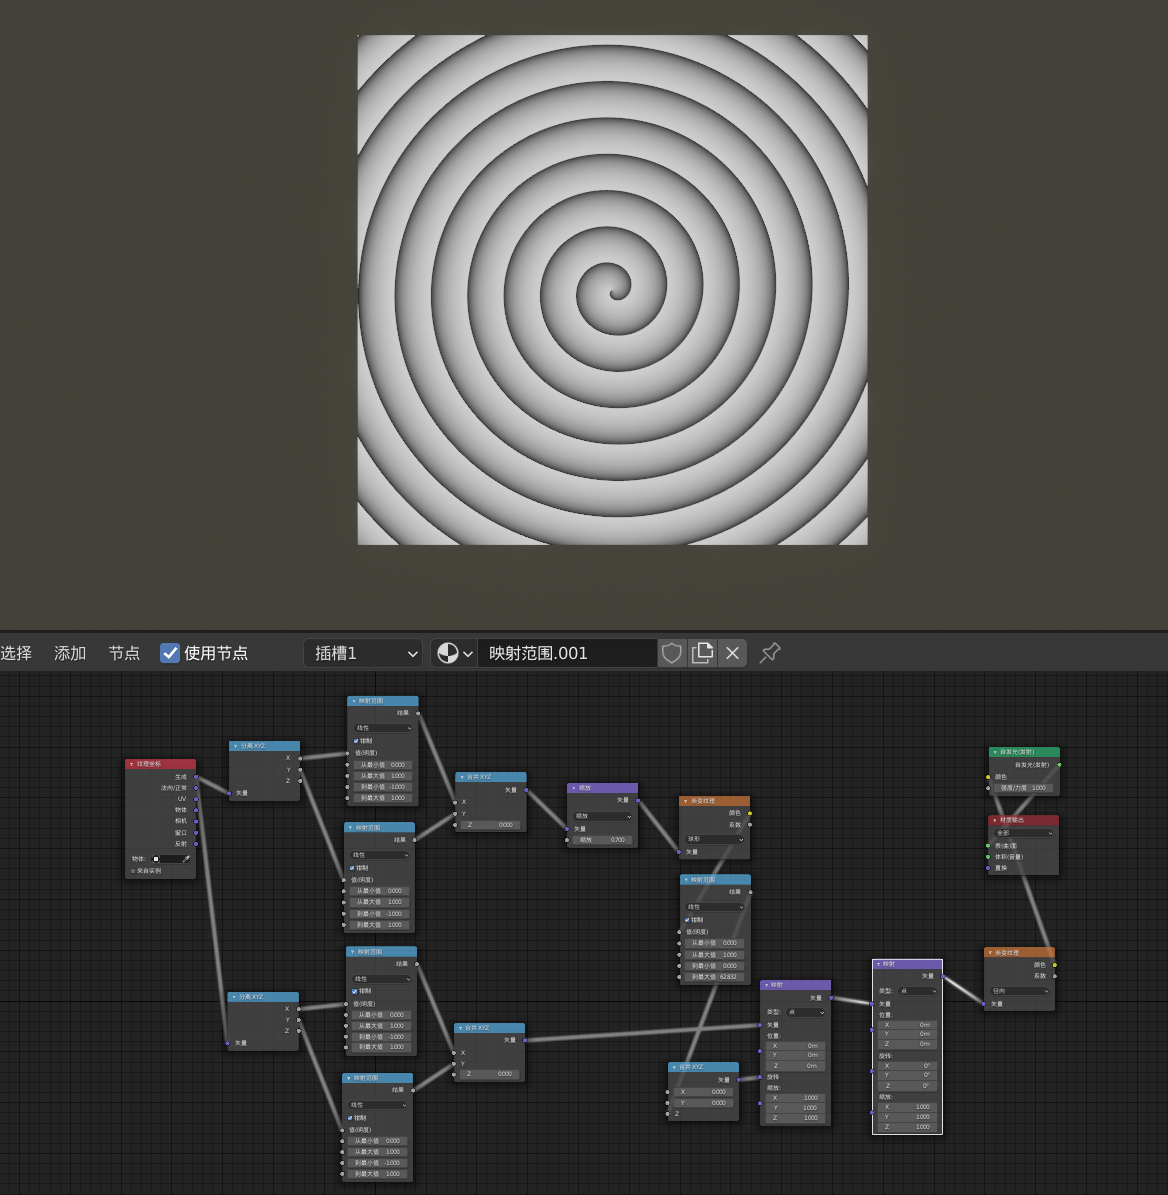 选择 添加 节点 使用节点 插槽1 映射范围.001
映射范围
结果
线性
钳制
值(明度)
从最小值 0.000
从最大值 1.000
到最小值 -1.000
到最大值 1.000
分离 XYZ
X
Y
Z
矢量
纹理坐标
生成
法向/正常
UV
物体
相机
窗口
反射
物体:
来自实例
合并 XYZ
矢量
X
Y
Z 0.000
缩放
矢量
缩放
矢量
缩放 0.700
渐变纹理
颜色
系数
球形
矢量
自发光(发射)
自发光(发射)
颜色
强度/力度 1.000
材质输出
全部
表(曲)面
体积(音量)
置换
映射范围
结果
线性
钳制
值(明度)
从最小值 0.000
从最大值 1.000
到最小值 -1.000
到最大值 1.000
映射范围
结果
线性
钳制
值(明度)
从最小值 0.000
从最大值 1.000
到最小值 0.000
到最大值 62.832
映射范围
结果
线性
钳制
值(明度)
从最小值 0.000
从最大值 1.000
到最小值 -1.000
到最大值 1.000
分离 XYZ
X
Y
Z
矢量
合并 XYZ
矢量
X
Y
Z 0.000
映射范围
结果
线性
钳制
值(明度)
从最小值 0.000
从最大值 1.000
到最小值 -1.000
到最大值 1.000
合并 XYZ
矢量
X 0.000
Y 0.000
Z
映射
矢量
类型: 点
矢量
位置:
X 0 m
Y 0 m
Z 0 m
旋转
缩放:
X 1.000
Y 1.000
Z 1.000
映射
矢量
类型: 点
矢量
位置:
X 0 m
Y 0 m
Z 0 m
旋转:
X 0°
Y 0°
Z 0°
缩放:
X 1.000
Y 1.000
Z 1.000
渐变纹理
颜色
系数
径向
矢量